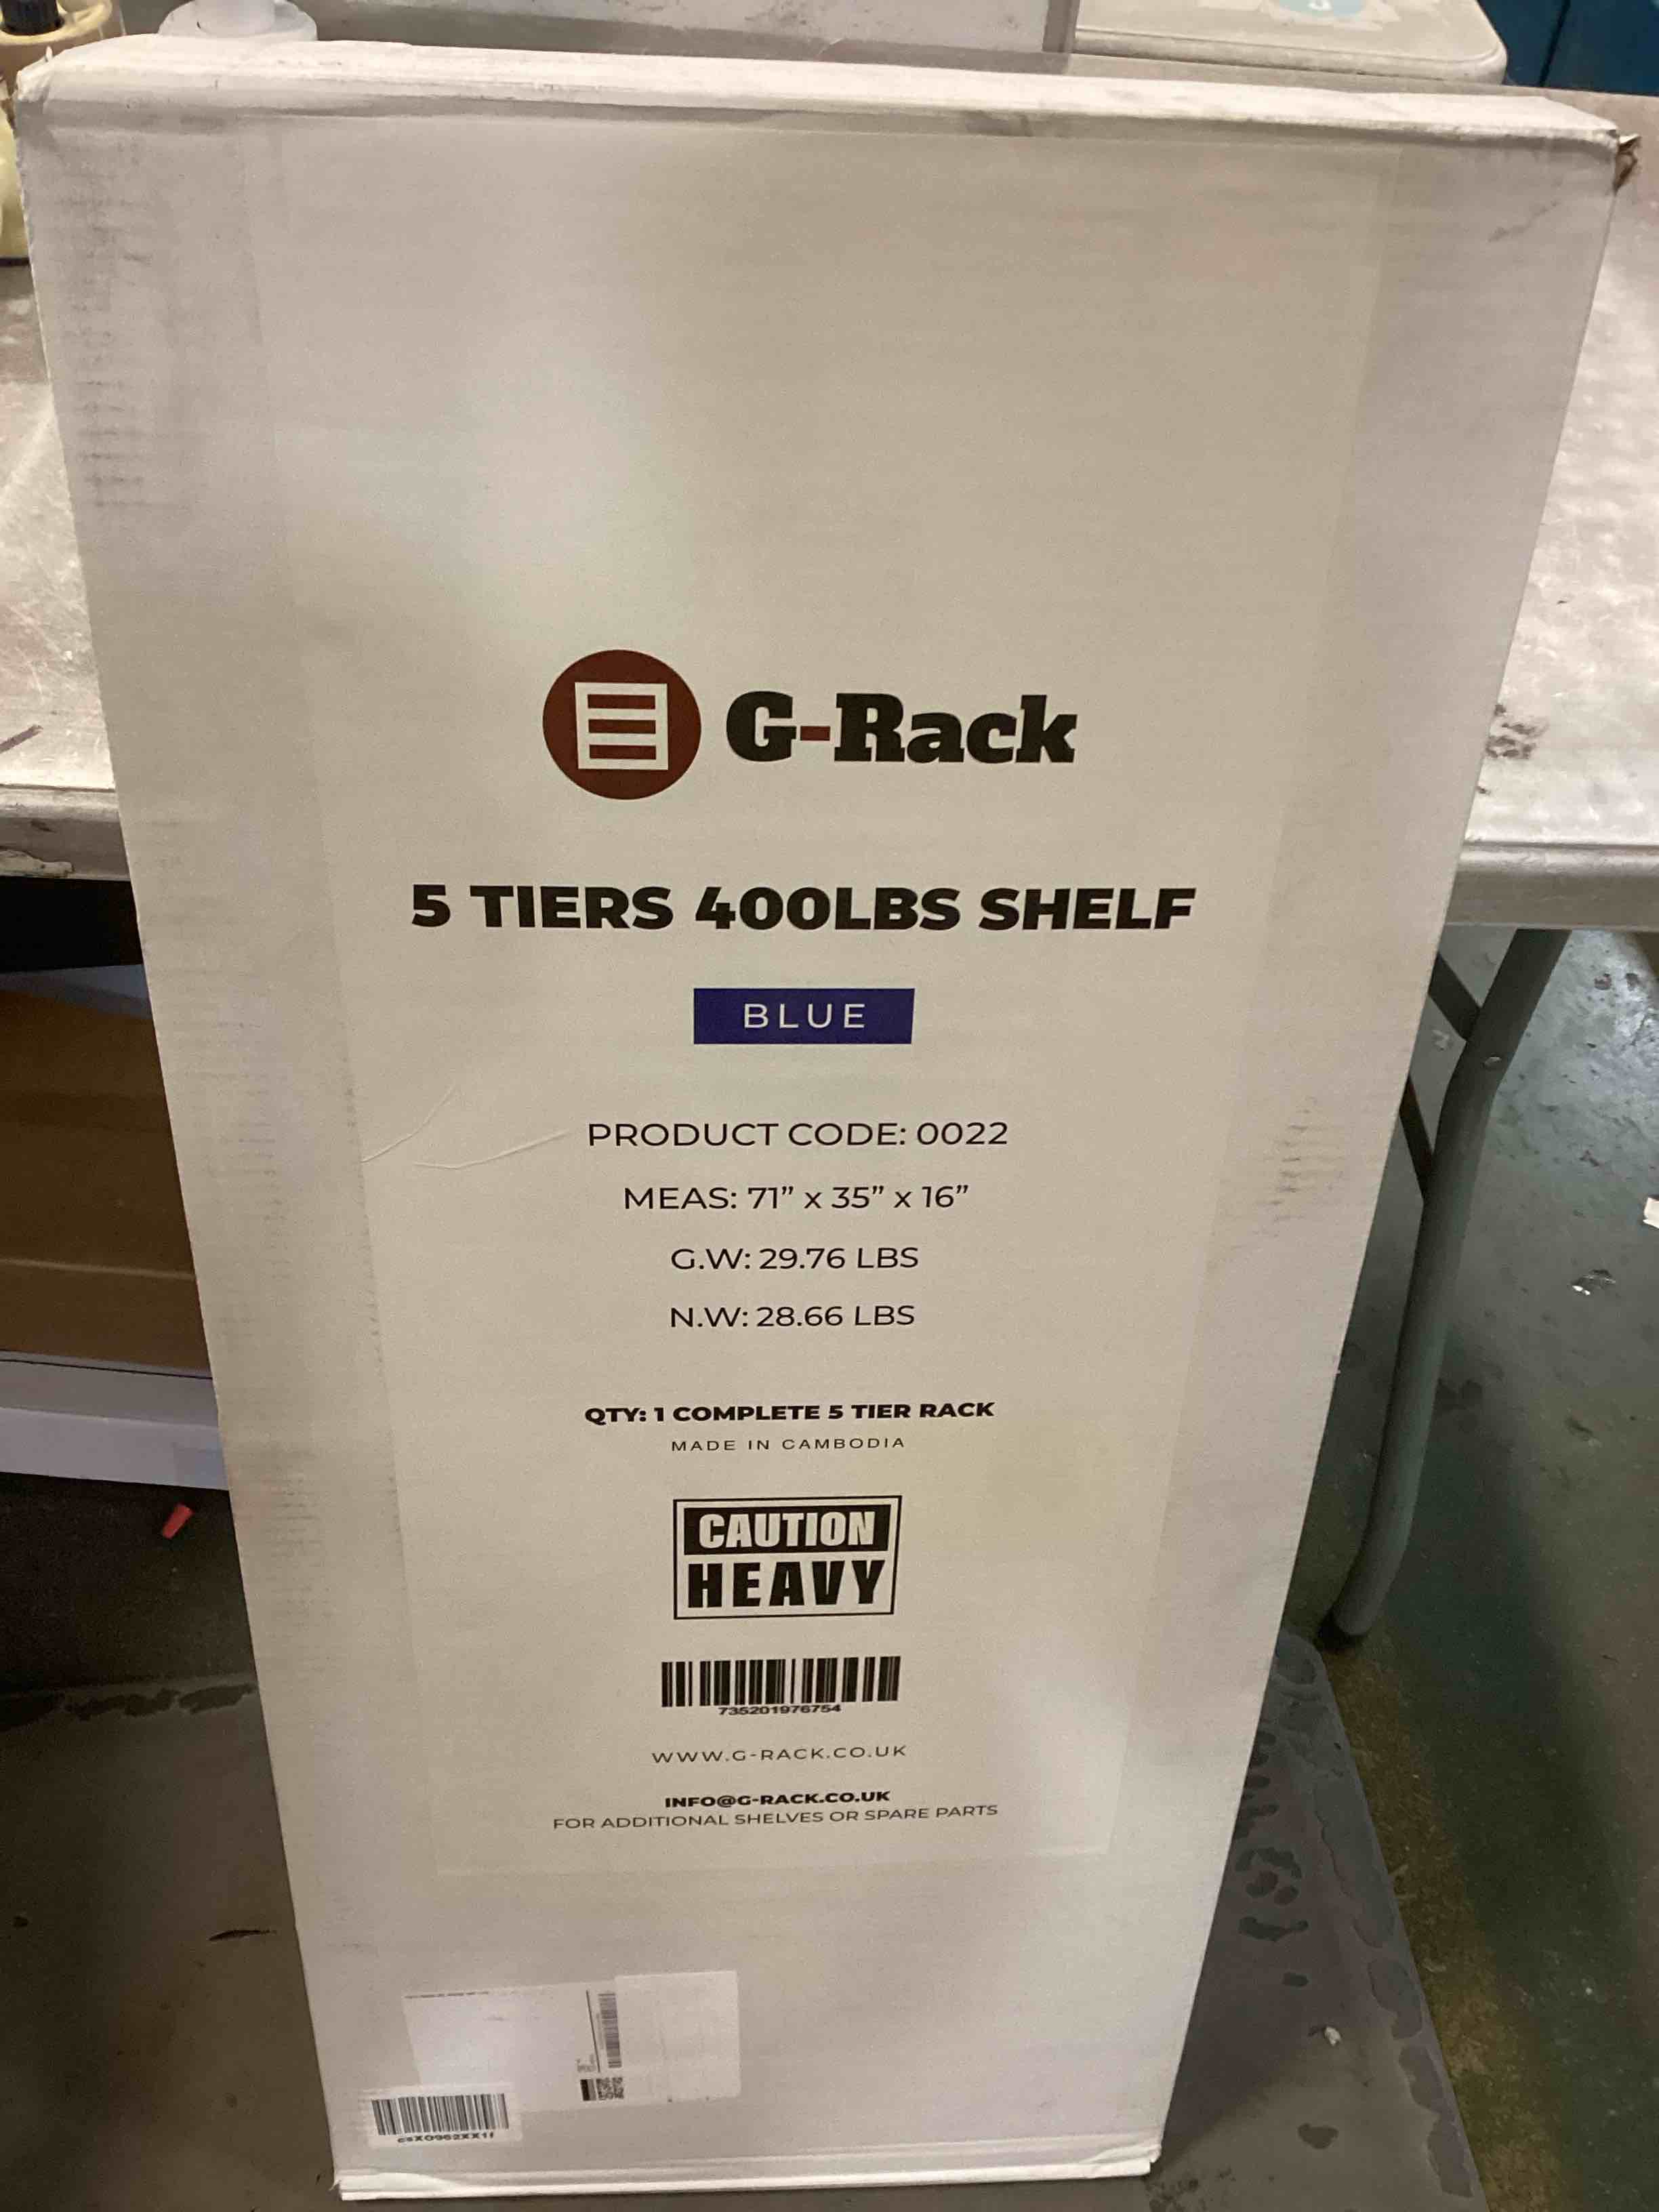 G-Rack
5 TIERS 400LBS SHELF
BLUE
PRODUCT CODE: 0022
MEAS: 71” x 35” x 16”
G.W: 29.76 LBS
N.W: 28.66 LBS
QTY: 1 COMPLETE 5 TIER RACK
MADE IN CAMBODIA
CAUTION
HEAVY
735201976754
WWW.G-RACK.CO.UK
INFO@G-RACK.CO.UK
FOR ADDITIONAL SHELVES OR SPARE PARTS